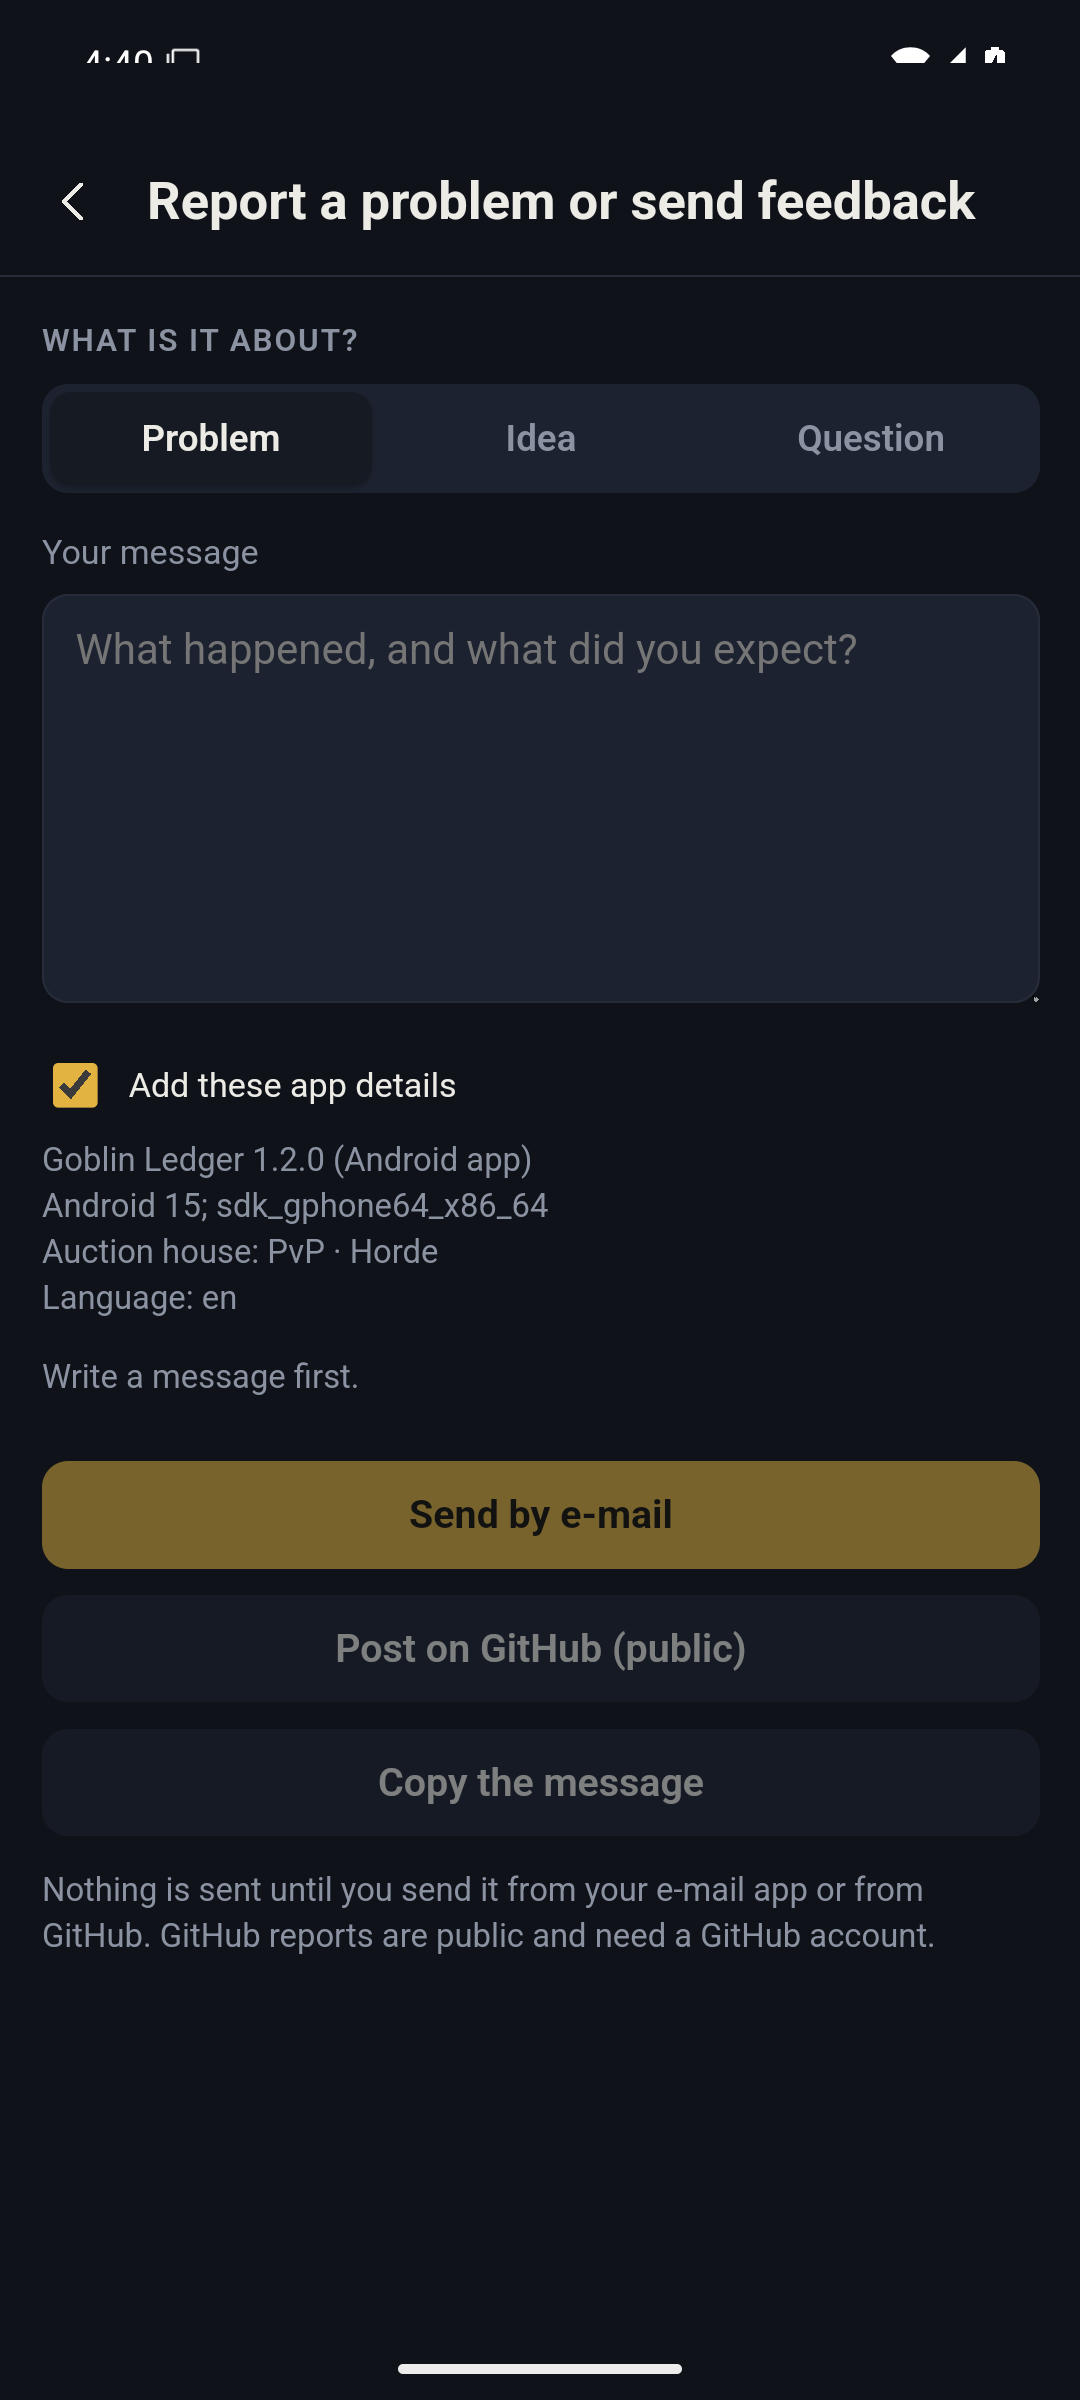 4:40
Report a problem or send feedback
WHAT IS IT ABOUT?
Problem Idea Question
Your message
What happened, and what did you expect?
Add these app details
Goblin Ledger 1.2.0 (Android app)
Android 15; sdk_gphone64_x86_64
Auction house: PvP · Horde
Language: en
Write a message first.
Send by e-mail
Post on GitHub (public)
Copy the message
Nothing is sent until you send it from your e-mail app or from
GitHub. GitHub reports are public and need a GitHub account.